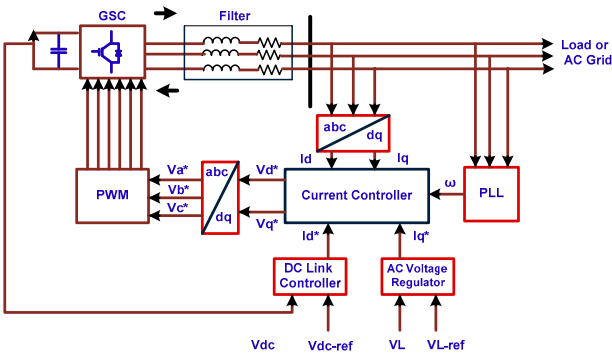 GSC
Filter
Load or
AC Grid
abc
dq
Id
Iq
Va*
Vb*
Vc*
abc
dq
Vd*
Vq*
PWM
Current Controller
ω
PLL
Id*
Iq*
DC Link
Controller
AC Voltage
Regulator
Vdc
Vdc-ref
VL
VL-ref